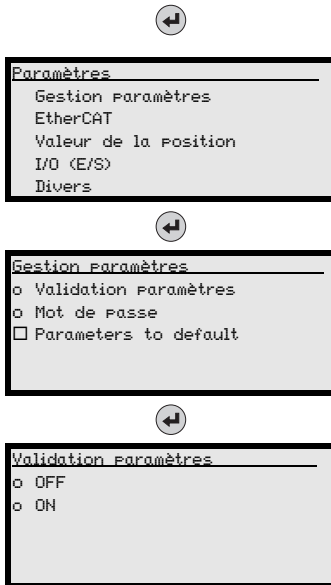 Paramètres
Gestion paramètres
EtherCAT
Valeur de la position
I/O (E/S)
Divers
Gestion paramètres
o Validation paramètres
o Mot de passe
☐ Parameters to default
Validation paramètres
o OFF
o ON